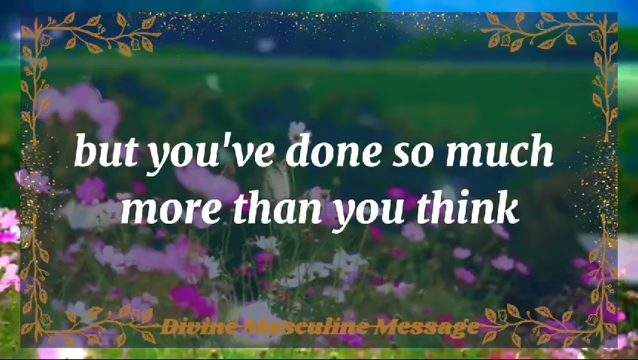 but you've done so much
more than you think
Divine Masculine Message